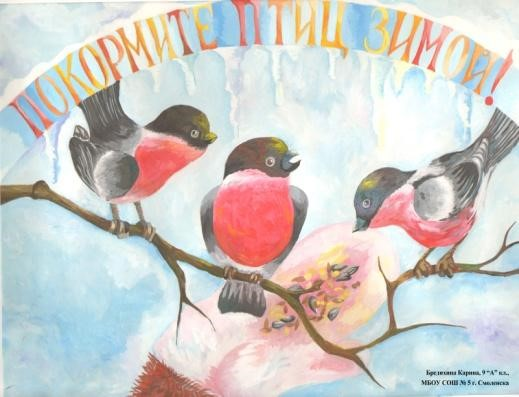 ПОКОРМИТЕ ПТИЦ ЗИМОЙ!
Бредихина Карина, 9 "А" кл.,
МБОУ СОШ № 5 г. Смоленска